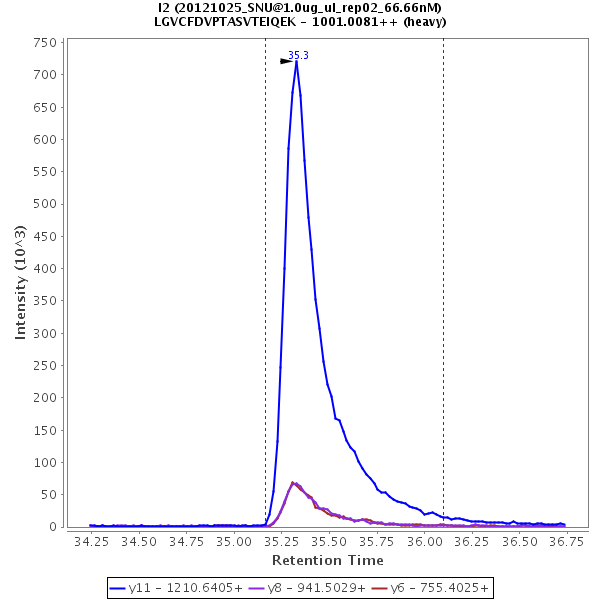 I2 (20121025_SNU@1.0ug_ul_rep02_66.66nM)
LGVCFDVPTASVTEIQEK - 1001.0081++ (heavy)
35.3
750
700
650
600
550
500
450
400
350
300
250
200
150
100
50
0
Intensity (10^3)
34.25 34.50 34.75 35.00 35.25 35.50 35.75 36.00 36.25 36.50 36.75
Retention Time
y11 - 1210.6405+ y8 - 941.5029+ y6 - 755.4025+